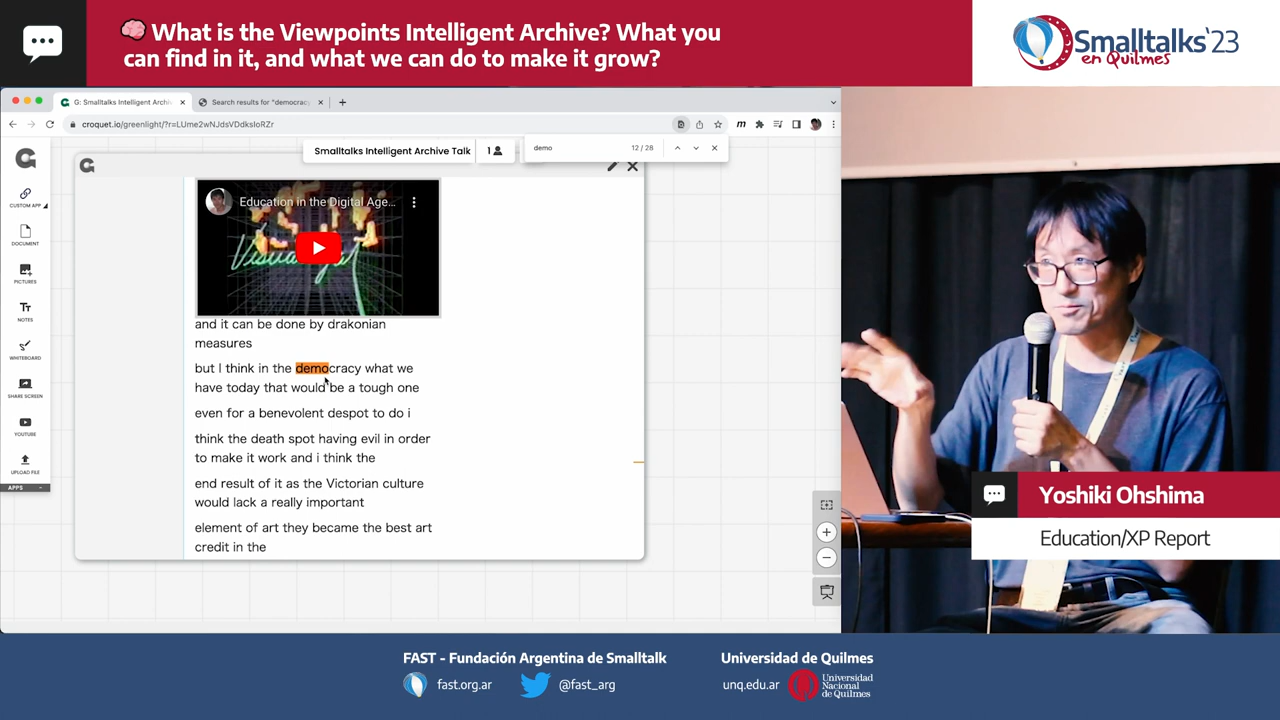 🧠 What is the Viewpoints Intelligent Archive? What you
can find in it, and what we can do to make it grow?
Smalltalks'23
en Quilmes
G: Smalltalks Intelligent Archiv
Search results for "democrac
croquet.io/greenlight/?r=LUme2wNJdsVDdksIoRZr
demo
12 / 28
Smalltalks Intelligent Archive Talk
1
CUSTOM APP
DOCUMENT
PICTURES
NOTES
WHITEBOARD
SHARE SCREEN
YOUTUBE
UPLOAD FILE
APPS
Education in the Digital Age...
and it can be done by drakonian
measures
but I think in the democracy what we
have today that would be a tough one
even for a benevolent despot to do i
think the death spot having evil in order
to make it work and i think the
end result of it as the Victorian culture
would lack a really important
element of art they became the best art
credit in the
Yoshiki Ohshima
Education/XP Report
FAST - Fundación Argentina de Smalltalk
fast.org.ar
@fast_arg
Universidad de Quilmes
unq.edu.ar
Universidad
Nacional
de Quilmes